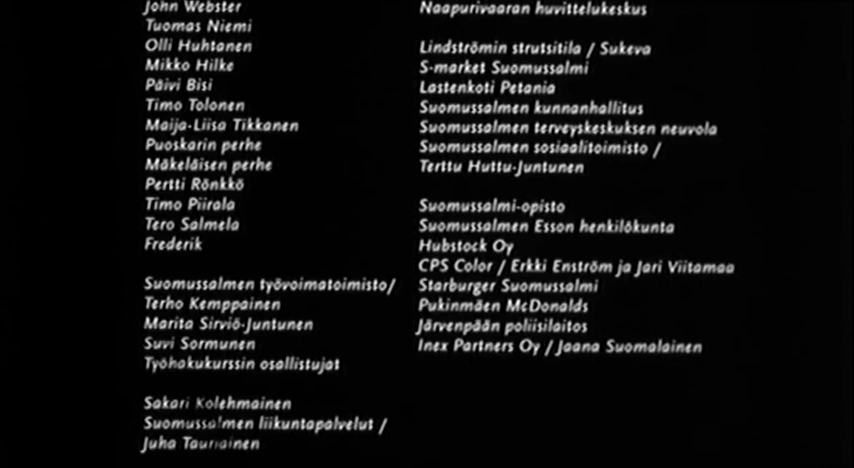 John Webster
Tuomas Niemi
Olli Huhtanen
Mikko Hilke
Päivi Bisi
Timo Tolonen
Maija-Liisa Tikkanen
Puoskarin perhe
Mäkeläisen perhe
Pertti Rönkkö
Timo Piirala
Tero Salmela
Frederik
Suomussalmen työvoimatoimisto/
Terho Kemppainen
Marita Sirviö-Juntunen
Suvi Sormunen
Työhakukurssin osallistujat
Sakari Kolehmainen
Suomussalmen liikuntapalvelut /
Juha Tauriainen
Naapurivaaran huvittelukeskus
Lindströmin strutsitila / Sukeva
S-market Suomussalmi
Lastenkoti Petania
Suomussalmen kunnanhallitus
Suomussalmen terveyskeskuksen neuvola
Suomussalmen sosiaalitoimisto /
Terttu Huttu-Juntunen
Suomussalmi-opisto
Suomussalmen Esson henkilökunta
Hubstock Oy
CPS Color / Erkki Enström ja Jari Viitamaa
Starburger Suomussalmi
Pukinmäen McDonalds
Järvenpään poliisilaitos
Inex Partners Oy / Jaana Suomalainen